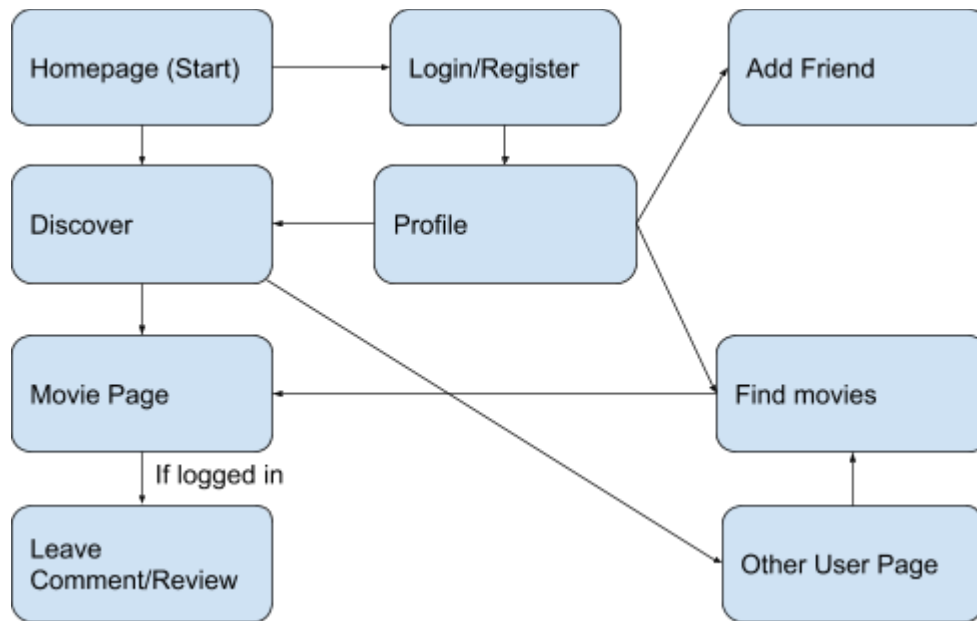 Homepage (Start)
Login/Register
Add Friend
Discover
Profile
Movie Page
Find movies
If logged in
Leave
Comment/Review
Other User Page